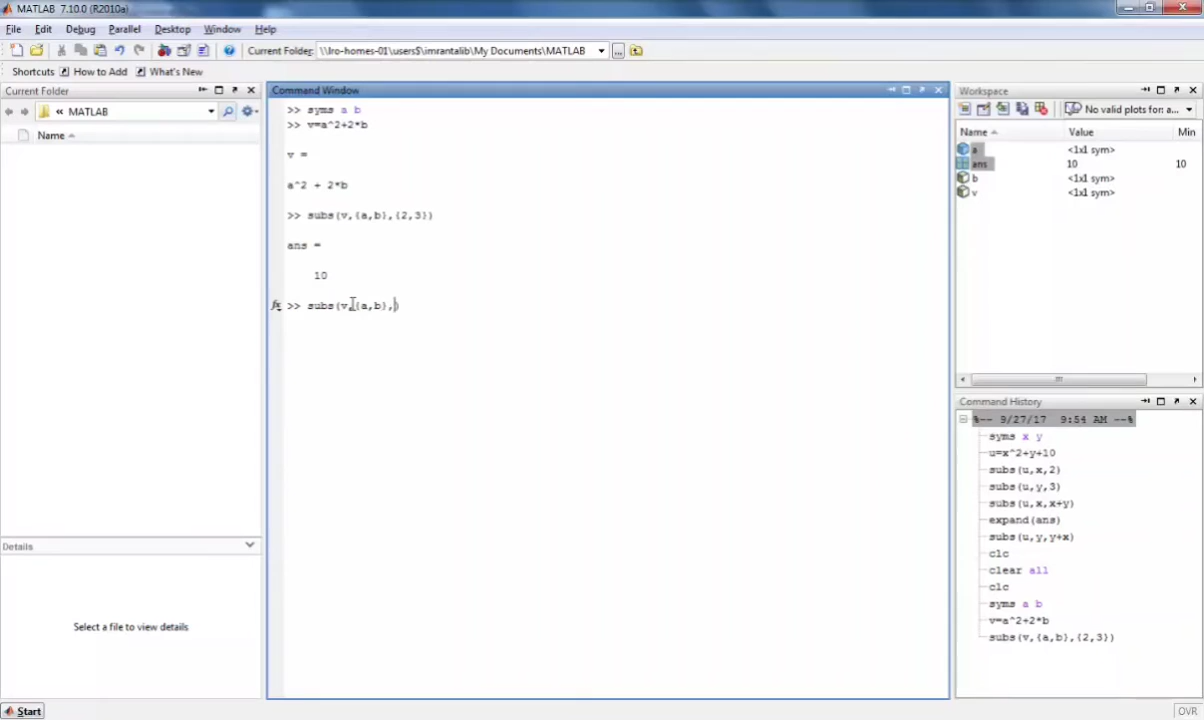 MATLAB 7.10.0 (R2010a)
File Edit Debug Parallel Desktop Window Help
Current Folder: \\lro-homes-01\users$\imrantalib\My Documents\MATLAB
Shortcuts How to Add What's New
Current Folder
« MATLAB
Name
Details
Select a file to view details
Start
Command Window
>> syms a b
>> v=a^2+2*b
v =
a^2 + 2*b
>> subs(v,{a,b},{2,3})
ans =
10
fx >> subs(v,{a,b},)
Workspace
No valid plots for a...
Name Value Min
a <1x1 sym>
ans 10 10
b <1x1 sym>
v <1x1 sym>
Command History
%-- 9/27/17 9:54 AM --%
syms x y
u=x^2+y+10
subs(u,x,2)
subs(u,y,3)
subs(u,x,x+y)
expand(ans)
subs(u,y,y+x)
clc
clear all
clc
syms a b
v=a^2+2*b
subs(v,{a,b},{2,3})
OVR